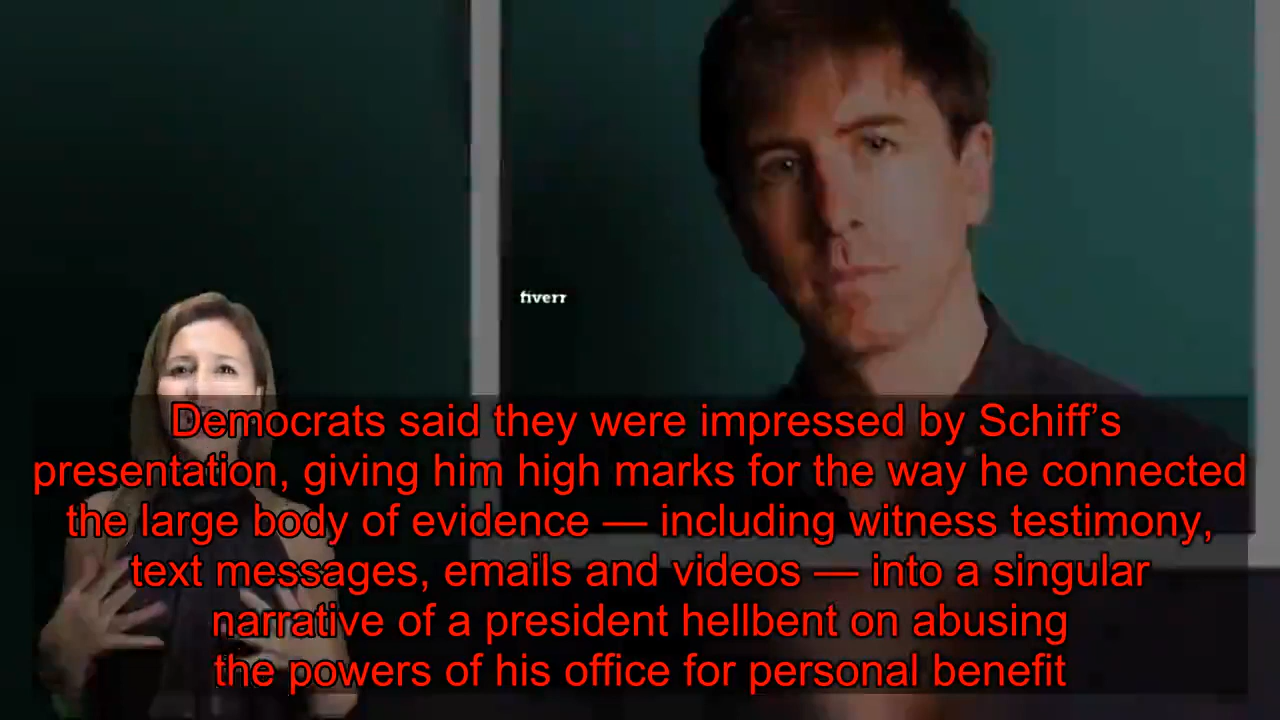 fiverr
Democrats said they were impressed by Schiff’s
presentation, giving him high marks for the way he connected
the large body of evidence — including witness testimony,
text messages, emails and videos — into a singular
narrative of a president hellbent on abusing
the powers of his office for personal benefit